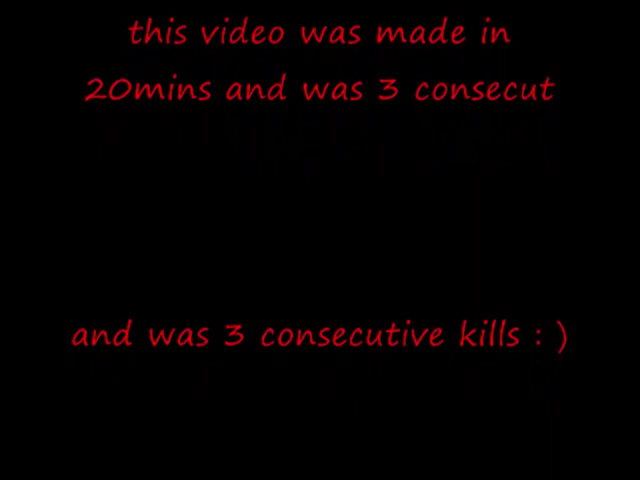 this video was made in
20mins and was 3 consecut
and was 3 consecutive kills : )